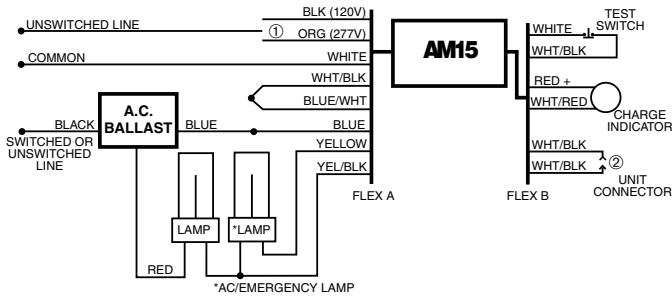 BLK (120V)
UNSWITCHED LINE
①
ORG (277V)
COMMON
WHITE
WHT/BLK
BLUE/WHT
A.C.
BALLAST
BLACK
BLUE
BLUE
SWITCHED OR
UNSWITCHED
LINE
YELLOW
YEL/BLK
FLEX A
LAMP
*LAMP
RED
*AC/EMERGENCY LAMP
AM15
WHITE
TEST
SWITCH
WHT/BLK
RED +
WHT/RED
CHARGE
INDICATOR
WHT/BLK
②
WHT/BLK
UNIT
CONNECTOR
FLEX B